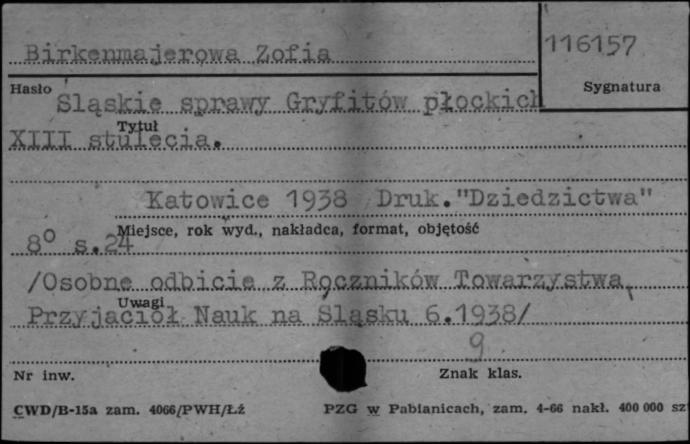 Birkenmajerowa Zofia
116157
Hasło
Sygnatura
Śląskie sprawy Gryfitów płockich
Tytuł
XIII stulecia.
Katowice 1938 Druk."Dziedzictwa"
Miejsce, rok wyd., nakładca, format, objętość
8° s.24
/Osobne odbicie z Roczników Towarzystwa
Uwagi
Przyjaciół Nauk na Śląsku 6.1938/
9
Nr inw.
Znak klas.
CWD/B-15a zam. 4066/PWH/Łż
PZG w Pabianicach, zam. 4-66 nakł. 400 000 sz